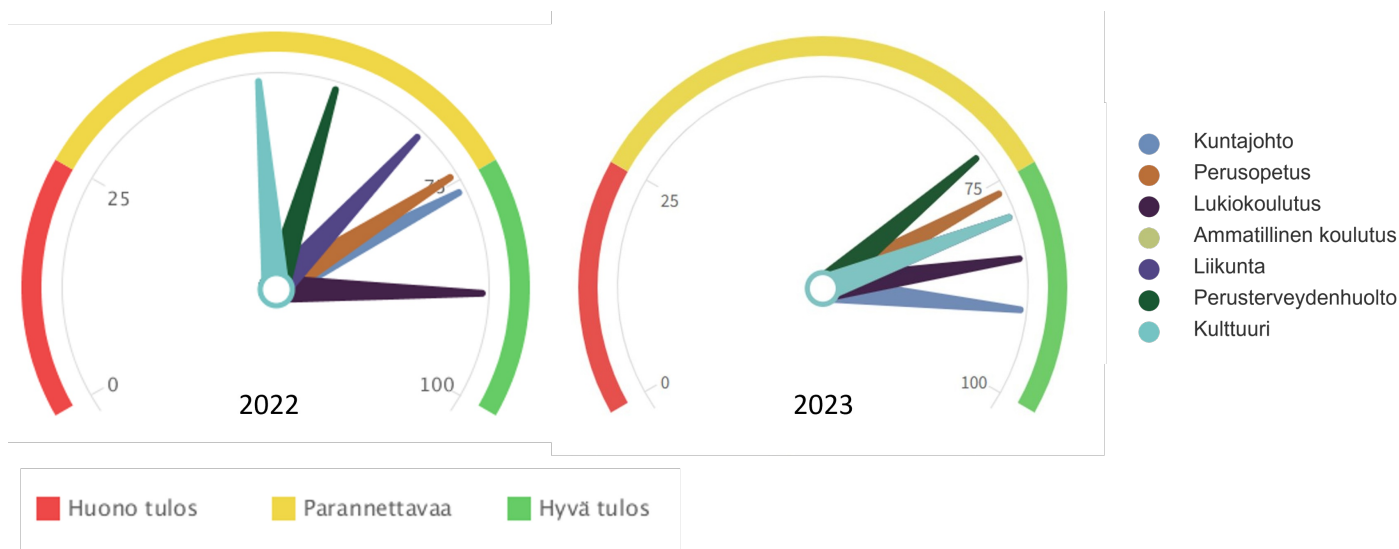 25
75
0
100
2022
25
75
0
100
2023
Kuntajohto
Perusopetus
Lukiokoulutus
Ammatillinen koulutus
Liikunta
Perusterveydenhuolto
Kulttuuri
Huono tulos
Parannettavaa
Hyvä tulos